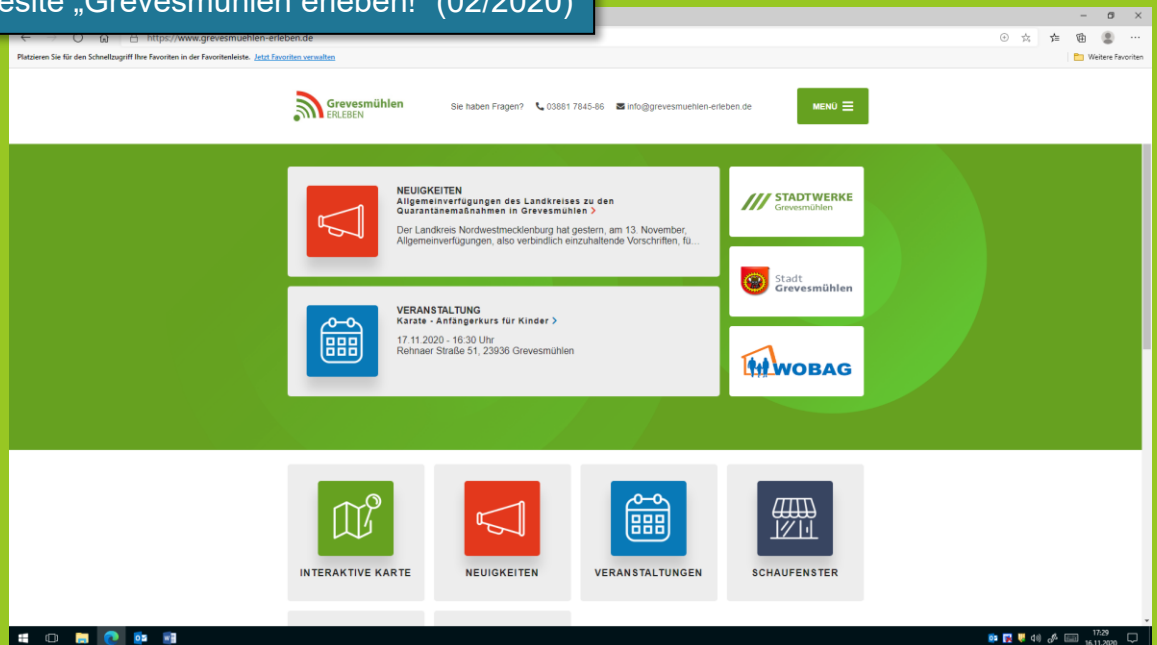 „Grevesmühlen erleben!“ (02/2020)
https://www.grevesmuehlen-erleben.de
Platzieren Sie für den Schnellzugriff Ihre Favoriten in der Favoritenleiste. Jetzt Favoriten verwalten
Weitere Favoriten
Grevesmühlen
ERLEBEN
Sie haben Fragen? 03881 7845-86 info@grevesmuehlen-erleben.de
MENÜ
NEUIGKEITEN
Allgemeinverfügungen des Landkreises zu den
Quarantänemaßnahmen in Grevesmühlen >
Der Landkreis Nordwestmecklenburg hat gestern, am 13. November,
Allgemeinverfügungen, also verbindlich einzuhaltende Vorschriften, fü...
VERANSTALTUNG
Karate - Anfängerkurs für Kinder >
17.11.2020 - 16:30 Uhr
Rehnaer Straße 51, 23936 Grevesmühlen
STADTWERKE
Grevesmühlen
Stadt
Grevesmühlen
WOBAG
INTERAKTIVE KARTE
NEUIGKEITEN
VERANSTALTUNGEN
SCHAUFENSTER
17:29
16.11.2020